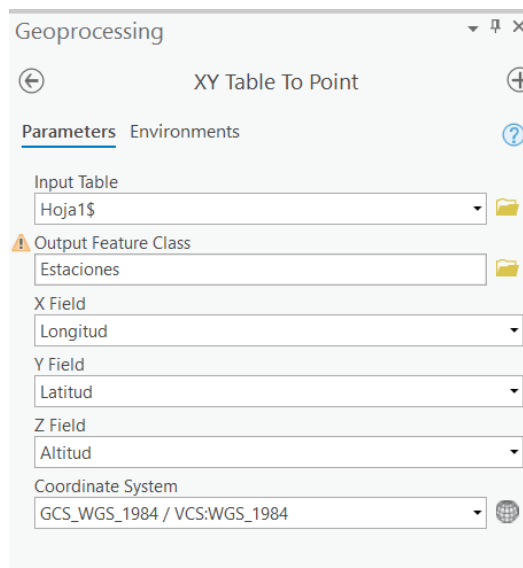 Geoprocessing
XY Table To Point
Parameters Environments
Input Table
Hoja1$
Output Feature Class
Estaciones
X Field
Longitud
Y Field
Latitud
Z Field
Altitud
Coordinate System
GCS_WGS_1984 / VCS:WGS_1984